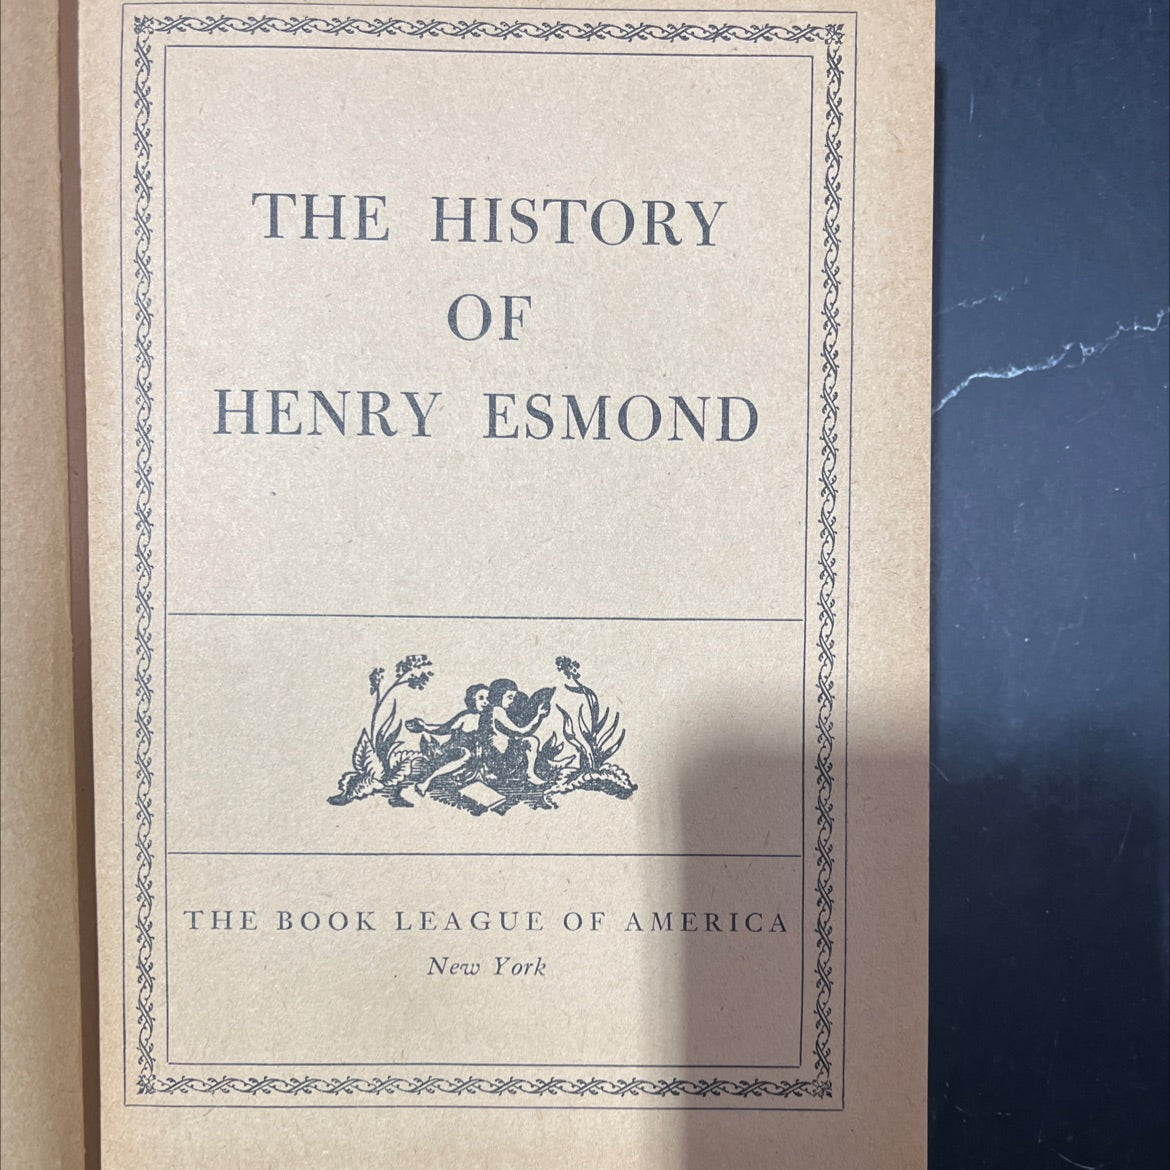 THE HISTORY
OF
HENRY ESMOND
THE BOOK LEAGUE OF AMERICA
New York